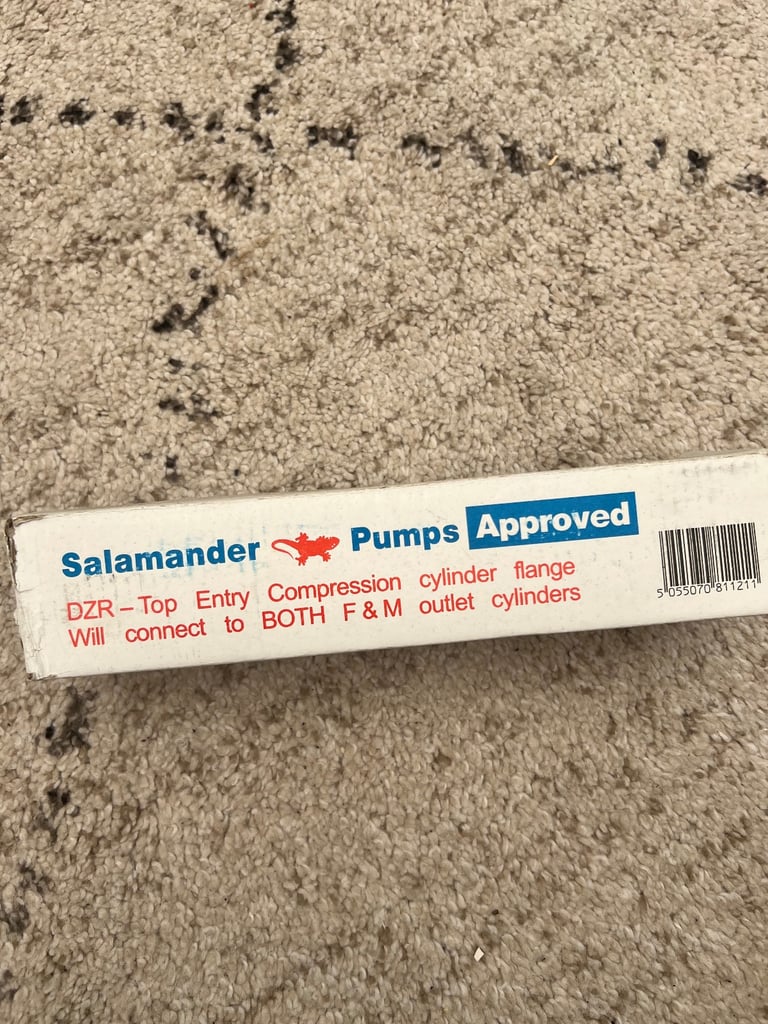 Salamander Pumps Approved
DZR – Top Entry Compression cylinder flange
Will connect to BOTH F & M outlet cylinders
5 055070 811211